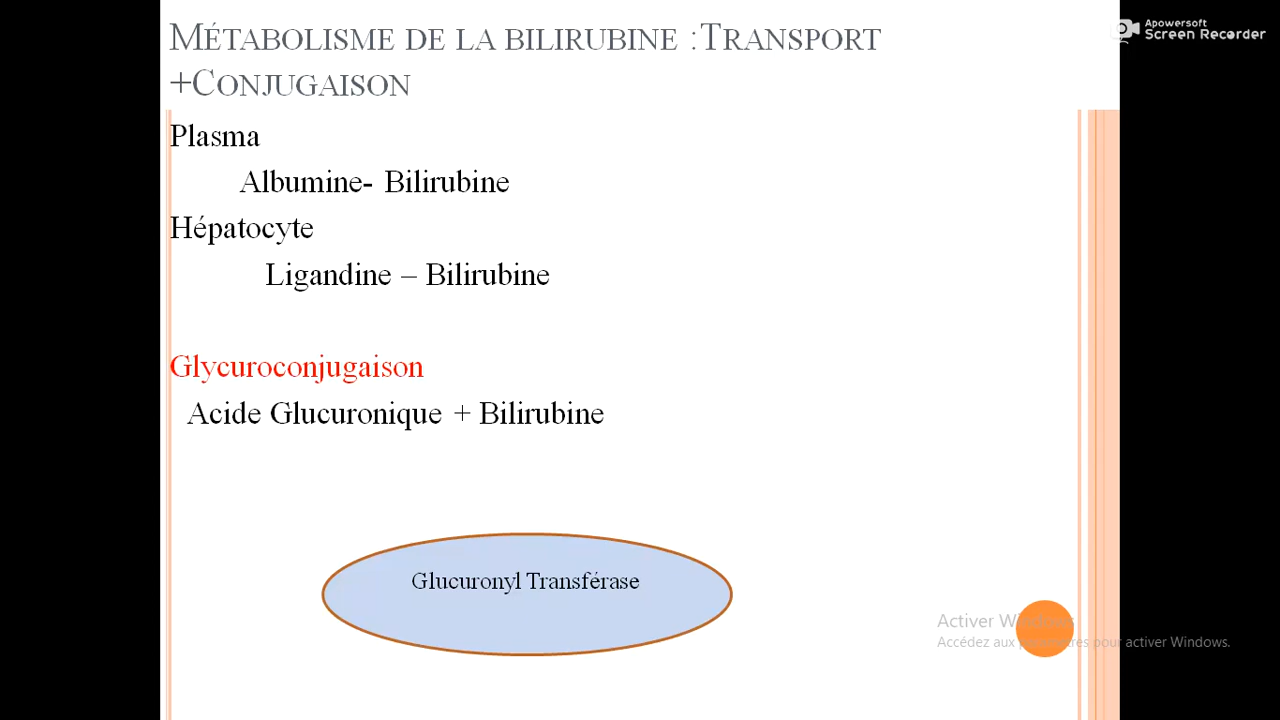 MÉTABOLISME DE LA BILIRUBINE :TRANSPORT
+CONJUGAISON
Apowersoft
Screen Recorder
Plasma
Albumine- Bilirubine
Hépatocyte
Ligandine – Bilirubine
Glycuroconjugaison
Acide Glucuronique + Bilirubine
Glucuronyl Transférase
Activer Windows
Accédez aux paramètres pour activer Windows.